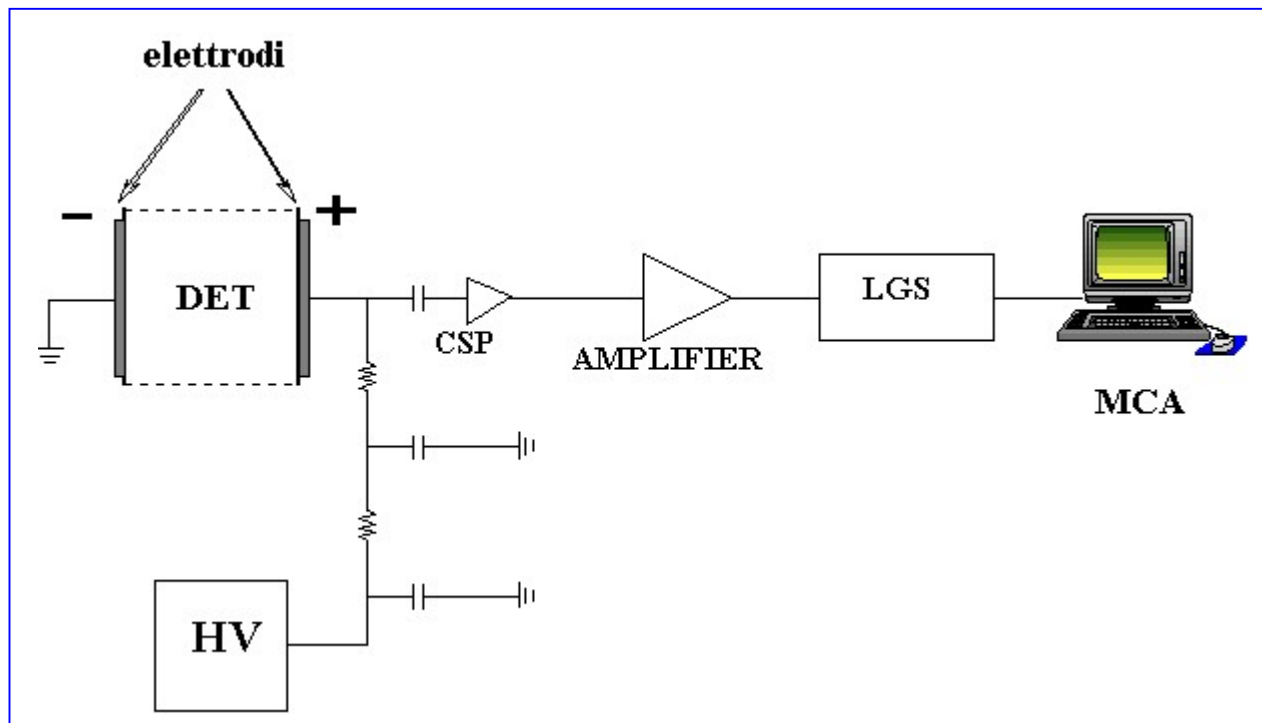 elettrodi
− +
DET
CSP
AMPLIFIER
LGS
MCA
HV